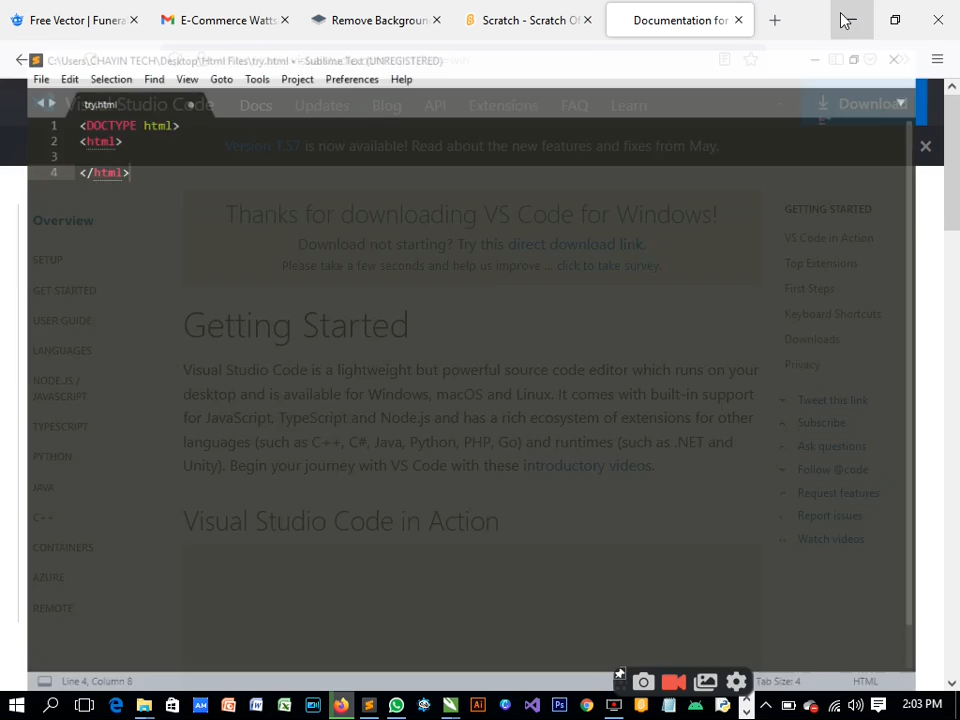 Free Vector | Funera
E-Commerce Watts
Remove Background
Scratch - Scratch Of
Documentation for
C:\Users\CHAYIN TECH\Desktop\Html Files\try.html • - Sublime Text (UNREGISTERED)
File Edit Selection Find View Goto Tools Project Preferences Help
try.html
Visual Studio Code Docs Updates Blog API Extensions FAQ Learn Download
1 <DOCTYPE html>
2 <html>
3
4 </html>
Version 1.57 is now available! Read about the new features and fixes from May.
Overview
SETUP
GET STARTED
USER GUIDE
LANGUAGES
NODE.JS /
JAVASCRIPT
TYPESCRIPT
PYTHON
JAVA
C++
CONTAINERS
AZURE
REMOTE
Thanks for downloading VS Code for Windows!
Download not starting? Try this direct download link.
Please take a few seconds and help us improve ... click to take survey.
Getting Started
Visual Studio Code is a lightweight but powerful source code editor which runs on your
desktop and is available for Windows, macOS and Linux. It comes with built-in support
for JavaScript, TypeScript and Node.js and has a rich ecosystem of extensions for other
languages (such as C++, C#, Java, Python, PHP, Go) and runtimes (such as .NET and
Unity). Begin your journey with VS Code with these introductory videos.
Visual Studio Code in Action
GETTING STARTED
VS Code in Action
Top Extensions
First Steps
Keyboard Shortcuts
Downloads
Privacy
Tweet this link
Subscribe
Ask questions
Follow @code
Request features
Report issues
Watch videos
Line 4, Column 8
Tab Size: 4
HTML
2:03 PM